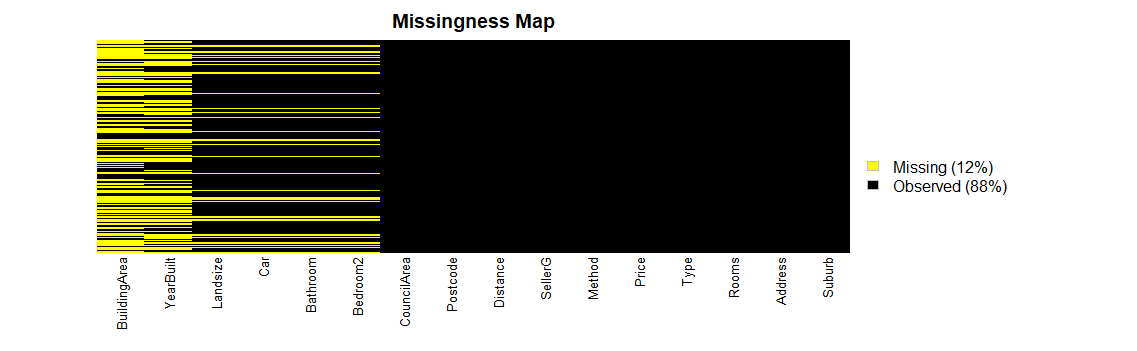 Missingness Map
Missing (12%)
Observed (88%)
BuildingArea
YearBuilt
Landsize
Car
Bathroom
Bedroom2
CouncilArea
Postcode
Distance
SellerG
Method
Price
Type
Rooms
Address
Suburb